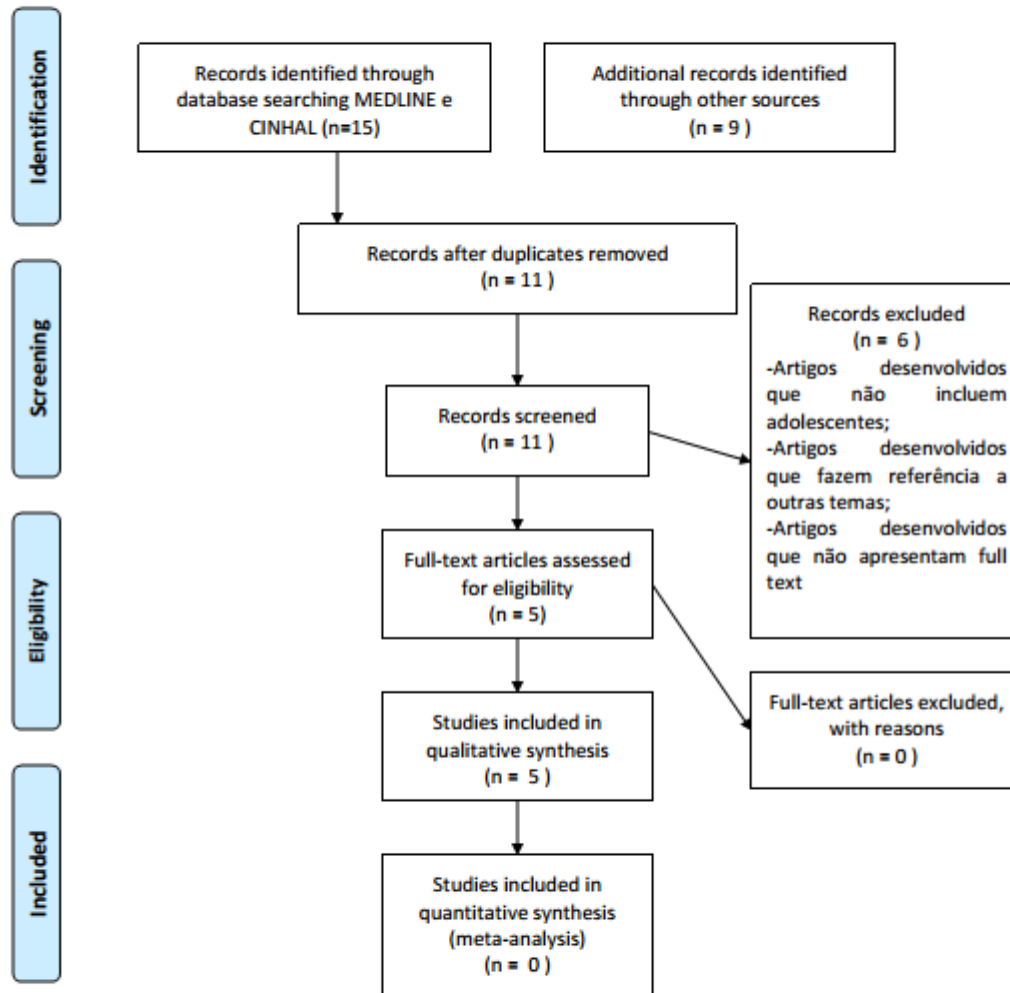 Identification
Records identified through
database searching MEDLINE e
CINHAL (n=15)
Additional records identified
through other sources
(n = 9 )
Records after duplicates removed
(n = 11 )
Screening
Records screened
(n = 11 )
Records excluded
(n = 6 )
-Artigos desenvolvidos
que não incluem
adolescentes;
-Artigos desenvolvidos
que fazem referência a
outras temas;
-Artigos desenvolvidos
que não apresentam full
text
Eligibility
Full-text articles assessed
for eligibility
(n = 5)
Full-text articles excluded,
with reasons
(n = 0 )
Studies included in
qualitative synthesis
(n = 5 )
Included
Studies included in
quantitative synthesis
(meta-analysis)
(n = 0 )